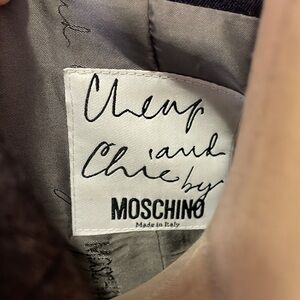 Cheap
and
Chic by
MOSCHINO
Made in Italy